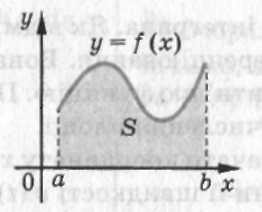 y
y = f (x)
S
0 a b x